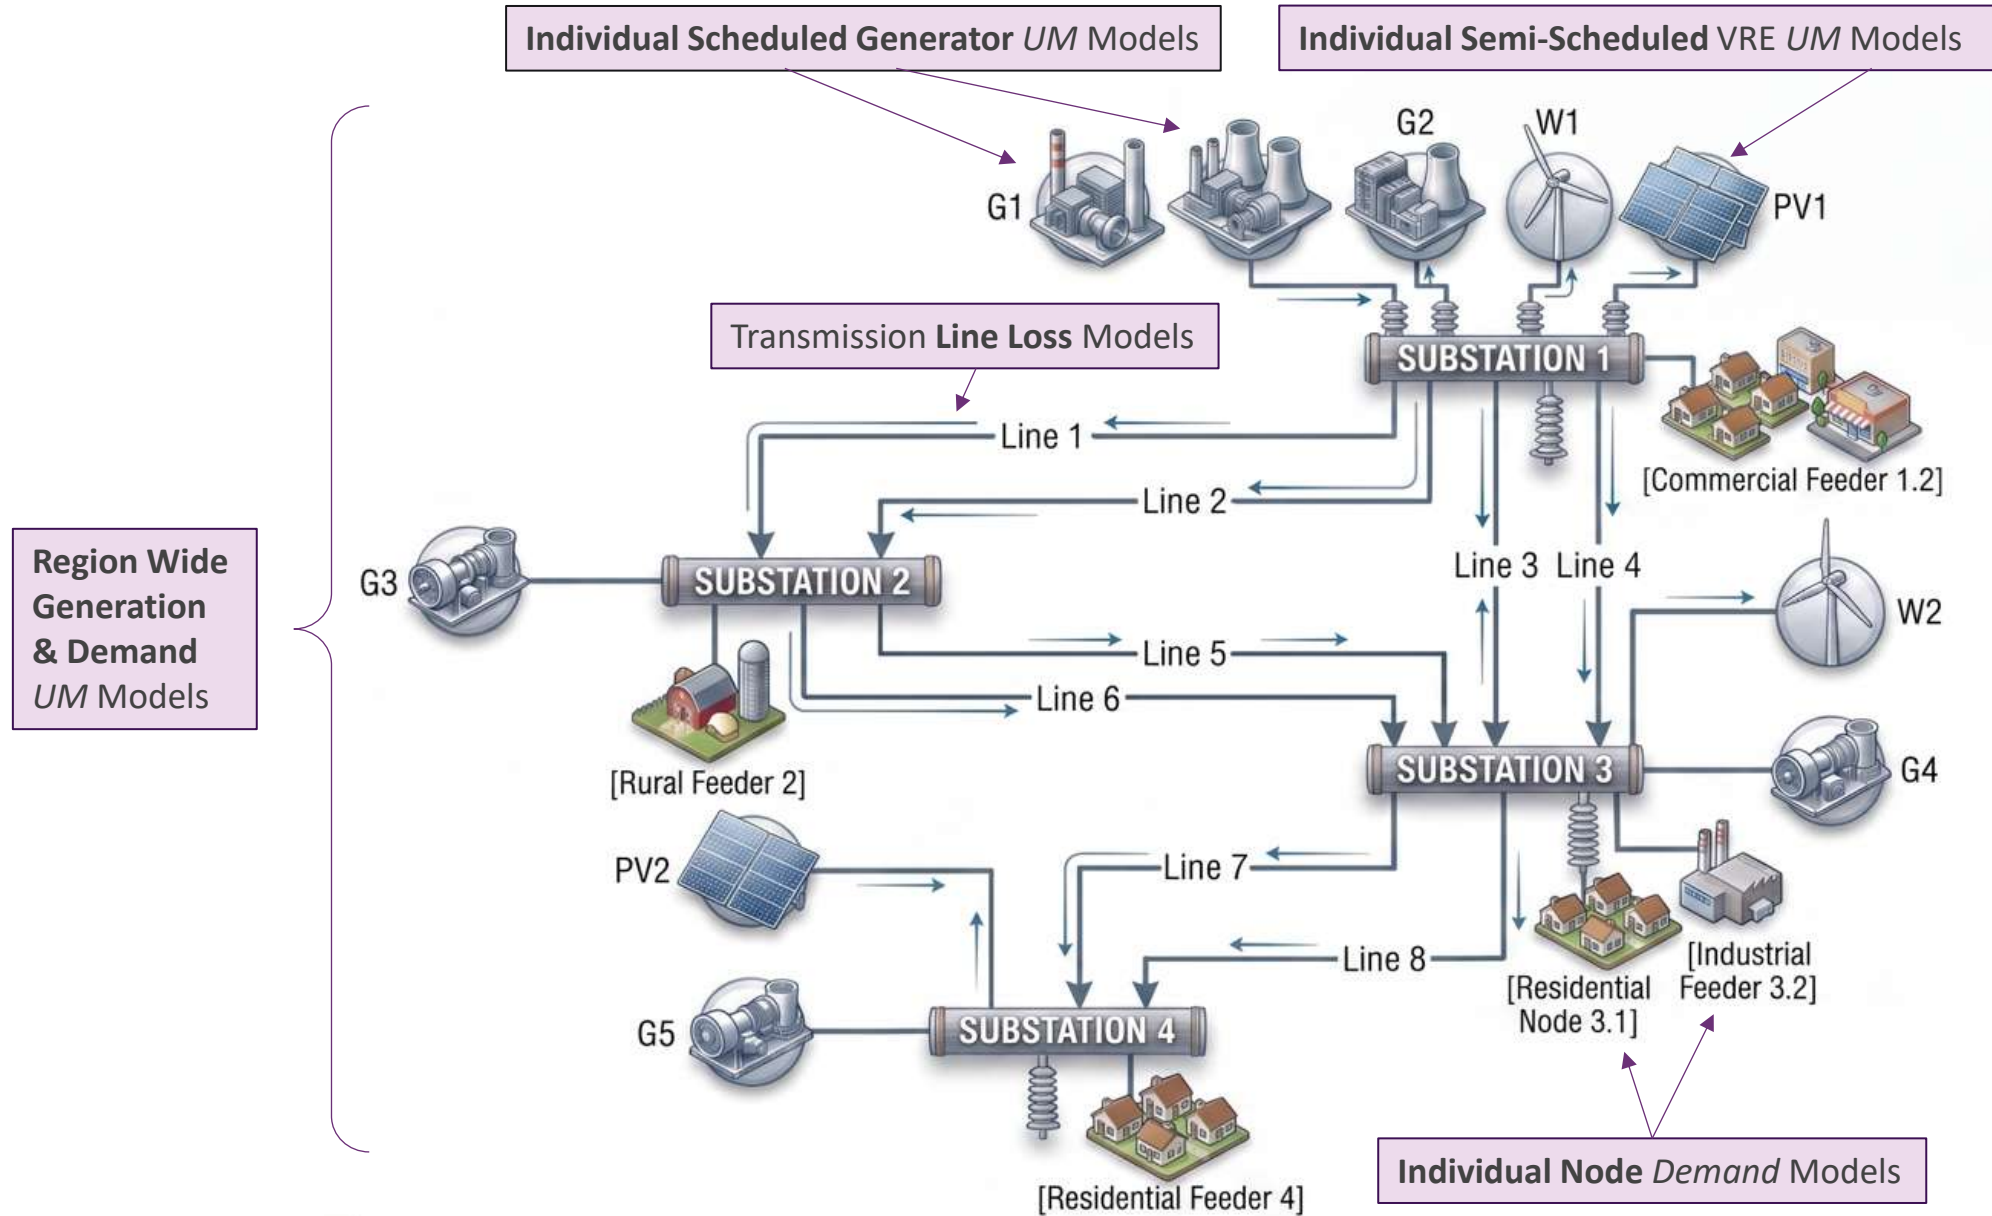 Individual Scheduled Generator UM Models
Individual Semi-Scheduled VRE UM Models
G1
G2
W1
PV1
Transmission Line Loss Models
SUBSTATION 1
Line 1
[Commercial Feeder 1.2]
Line 2
Region Wide
Generation
& Demand
UM Models
G3
SUBSTATION 2
Line 3
Line 4
W2
Line 5
Line 6
[Rural Feeder 2]
SUBSTATION 3
G4
PV2
Line 7
Line 8
[Residential
Node 3.1]
[Industrial
Feeder 3.2]
G5
SUBSTATION 4
[Residential Feeder 4]
Individual Node Demand Models